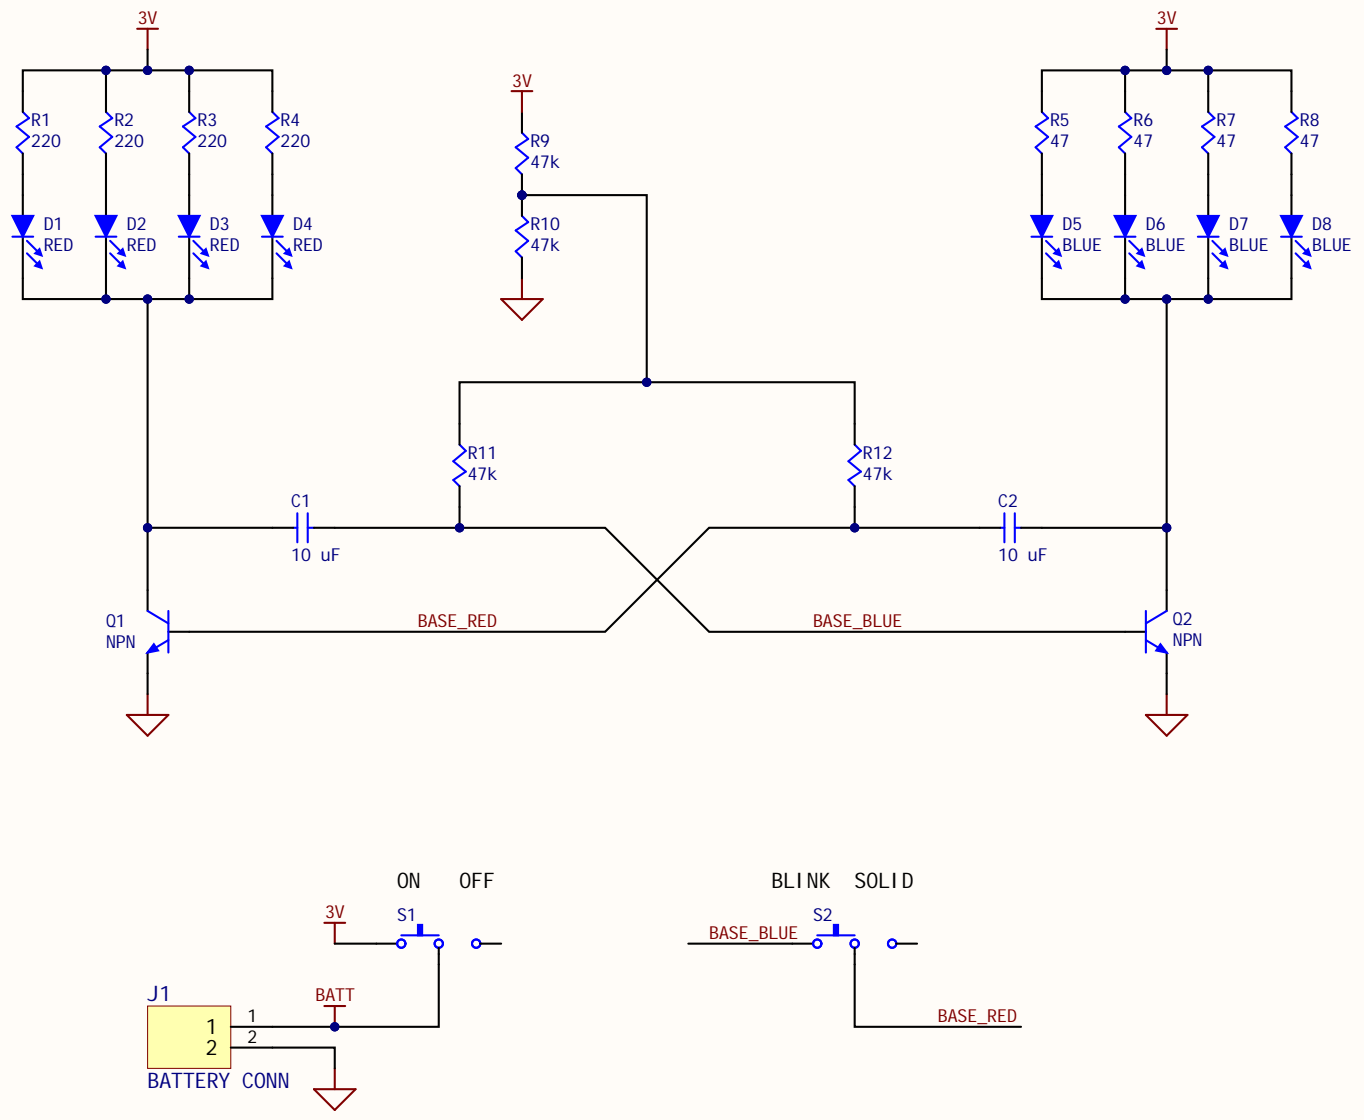 3V
3V
3V
R1
220
R2
220
R3
220
R4
220
R9
47k
R5
47
R6
47
R7
47
R8
47
D1
RED
D2
RED
D3
RED
D4
RED
R10
47k
D5
BLUE
D6
BLUE
D7
BLUE
D8
BLUE
R11
47k
R12
47k
C1
10 uF
C2
10 uF
Q1
NPN
BASE_RED
BASE_BLUE
Q2
NPN
ON OFF
BLINK SOLID
3V
S1
BASE_BLUE
S2
J1
BATT
1
1
2
2
BASE_RED
BATTERY CONN